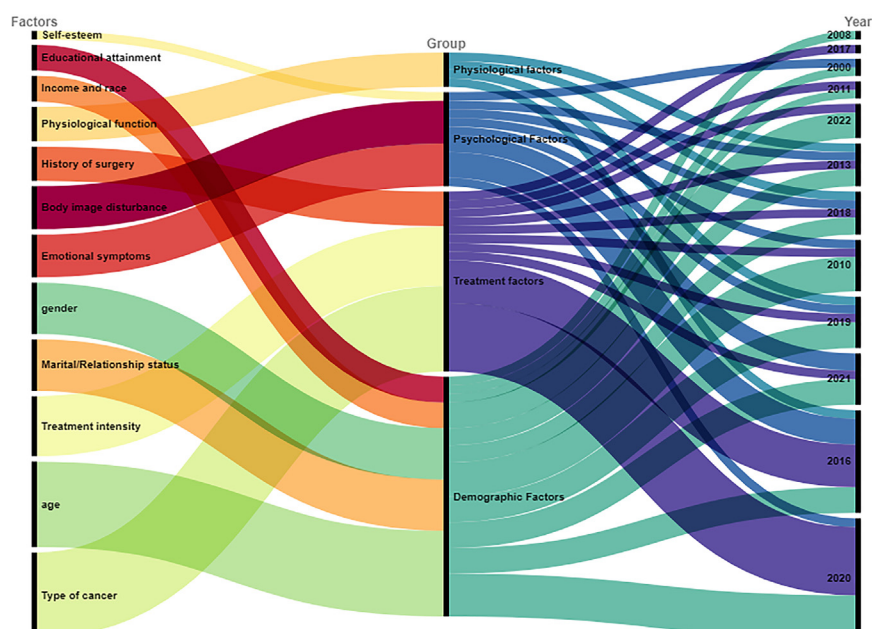 Factors
Self-esteem
Educational attainment
Income and race
Physiological function
History of surgery
Body image disturbance
Emotional symptoms
gender
Marital/Relationship status
Treatment intensity
age
Type of cancer
Group
Physiological factors
Psychological Factors
Treatment factors
Demographic Factors
Year
2008
2017
2000
2011
2022
2013
2018
2010
2019
2021
2016
2020